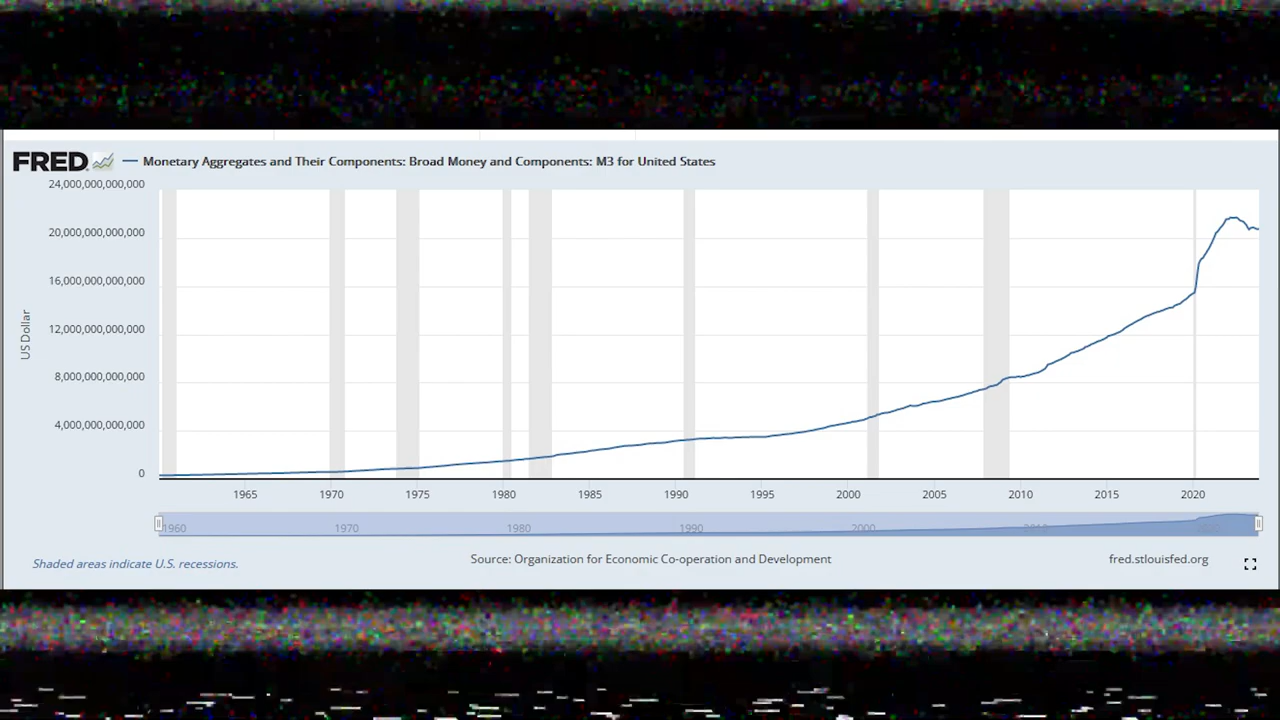 FRED Monetary Aggregates and Their Components: Broad Money and Components: M3 for United States
24,000,000,000,000
20,000,000,000,000
16,000,000,000,000
12,000,000,000,000
8,000,000,000,000
4,000,000,000,000
0
US Dollar
1965 1970 1975 1980 1985 1990 1995 2000 2005 2010 2015 2020
1960 1970 1980 1990 2000 2010 2020
Shaded areas indicate U.S. recessions. Source: Organization for Economic Co-operation and Development fred.stlouisfed.org